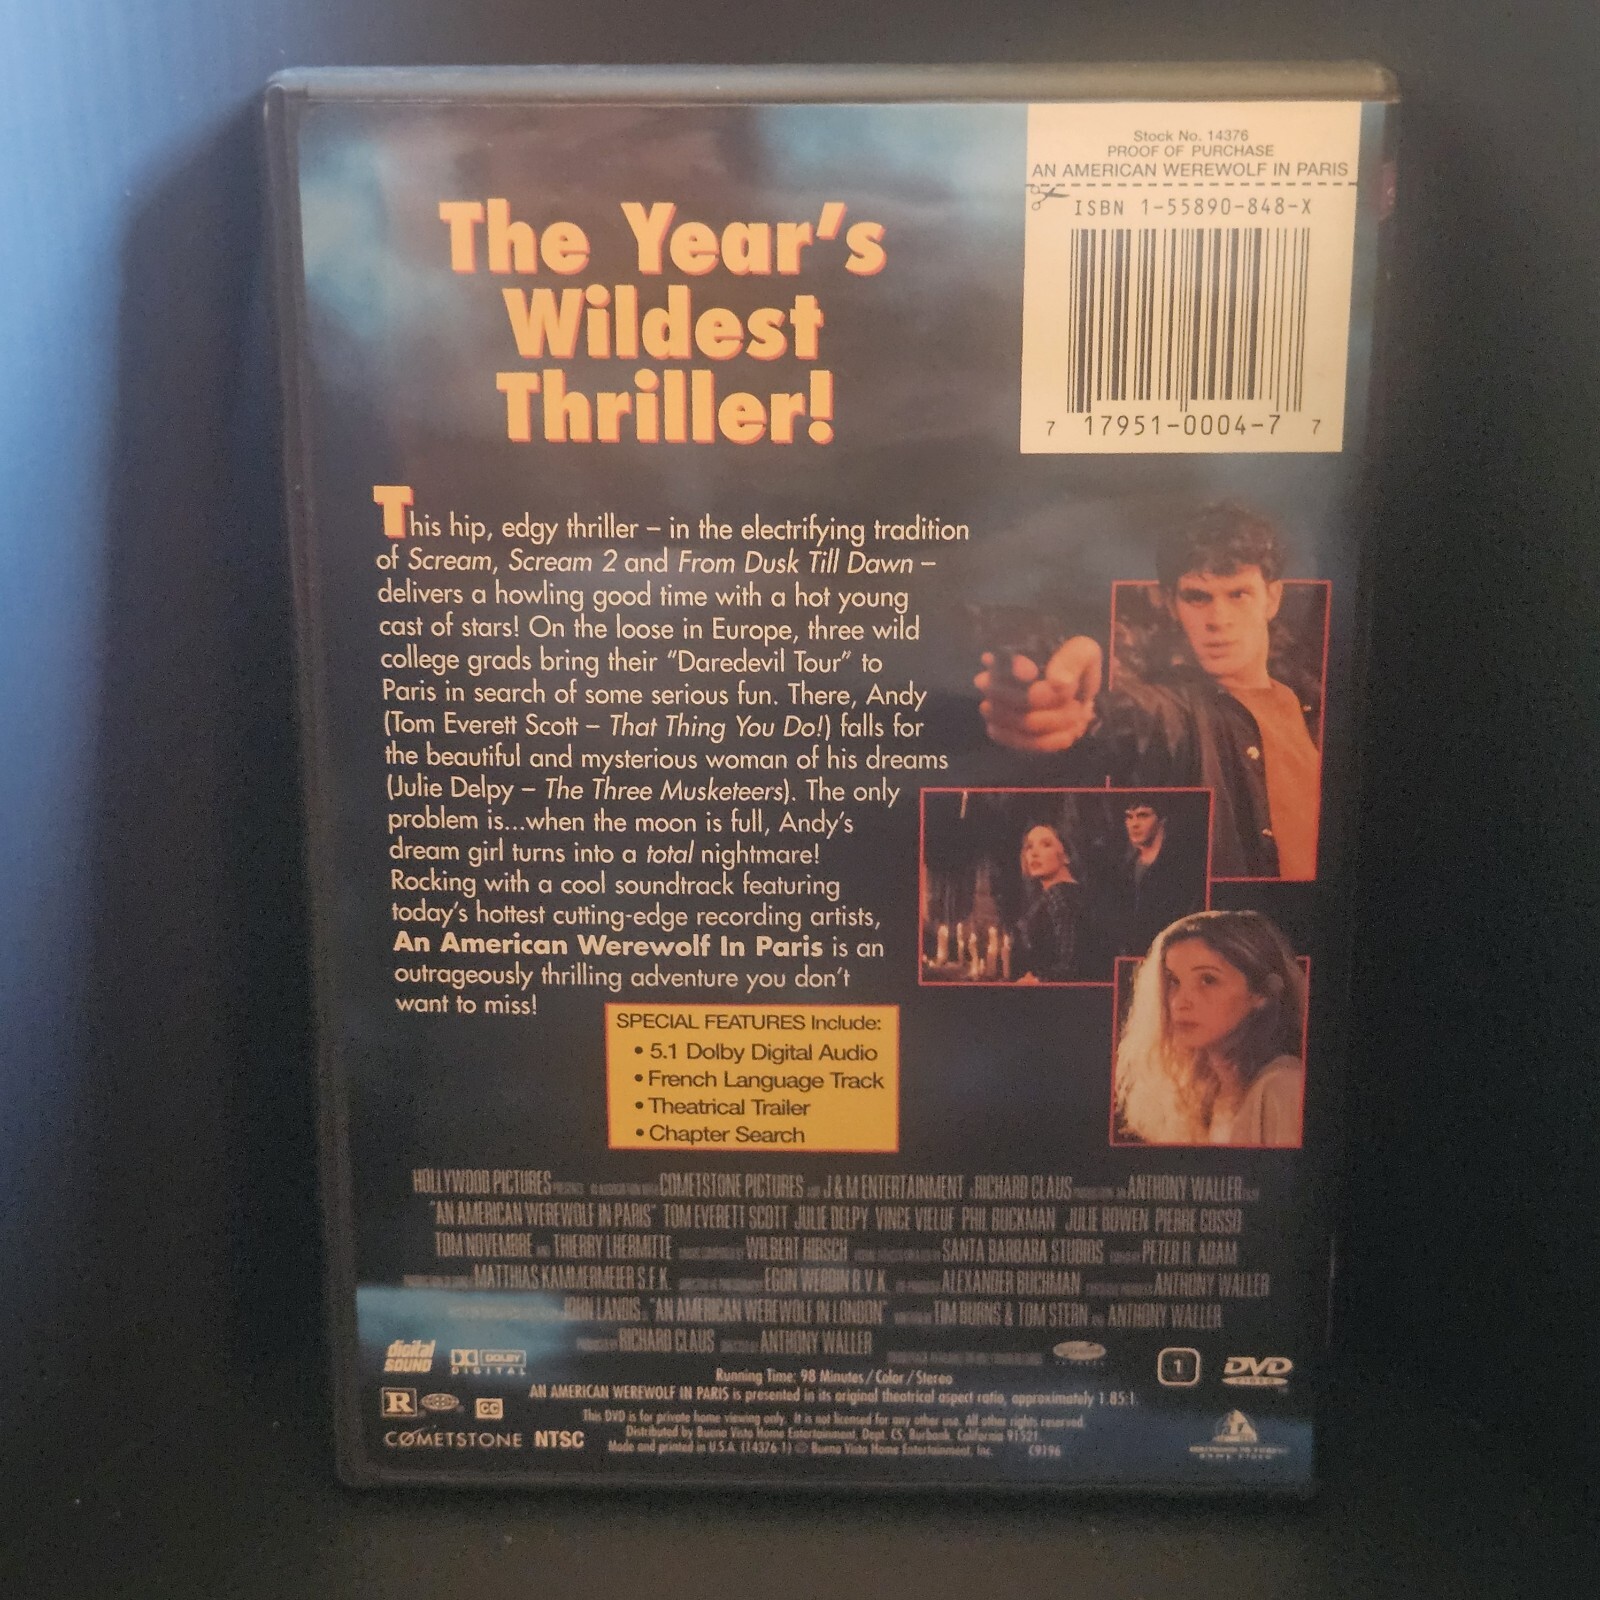 Stock No. 14376
PROOF OF PURCHASE
AN AMERICAN WEREWOLF IN PARIS
ISBN 1-55890-848-X
7 17951-0004-7 7
The Year's
Wildest
Thriller!
This hip, edgy thriller – in the electrifying tradition
of Scream, Scream 2 and From Dusk Till Dawn –
delivers a howling good time with a hot young
cast of stars! On the loose in Europe, three wild
college grads bring their "Daredevil Tour" to
Paris in search of some serious fun. There, Andy
(Tom Everett Scott – That Thing You Do!) falls for
the beautiful and mysterious woman of his dreams
(Julie Delpy – The Three Musketeers). The only
problem is...when the moon is full, Andy's
dream girl turns into a total nightmare!
Rocking with a cool soundtrack featuring
today's hottest cutting-edge recording artists,
An American Werewolf In Paris is an
outrageously thrilling adventure you don't
want to miss!
SPECIAL FEATURES Include:
• 5.1 Dolby Digital Audio
• French Language Track
• Theatrical Trailer
• Chapter Search
HOLLYWOOD PICTURES COMETSTONE PICTURES J & M ENTERTAINMENT RICHARD CLAUS ANTHONY WALLER
"AN AMERICAN WEREWOLF IN PARIS" TOM EVERETT SCOTT JULIE DELPY VINCE VIELUF PHIL BUCKMAN JULIE BOWEN PIERRE COSSO
TOM NOVEMBRE THIERRY LHERMITTE WILBERT HIRSCH SANTA BARBARA STUDIOS PETER R. ADAM
MATTHIAS KAMMERMEIER S.F.K. EGON WERDIN B.V.K. ALEXANDER BUCHMAN ANTHONY WALLER
JOHN LANDIS "AN AMERICAN WEREWOLF IN LONDON" TIM BURNS & TOM STERN ANTHONY WALLER
RICHARD CLAUS ANTHONY WALLER
digital SOUND DOLBY DIGITAL 1 DVD VIDEO
Running Time: 98 Minutes / Color / Stereo
AN AMERICAN WEREWOLF IN PARIS is presented in its original theatrical aspect ratio, approximately 1.85:1.
R CC
This DVD is for private home viewing only. It is not licensed for any other use. All other rights reserved.
Distributed by Buena Vista Home Entertainment, Dept. CS, Burbank, California 91521.
COMETSTONE NTSC Made and printed in U.S.A. (14376 1) © Buena Vista Home Entertainment, Inc. C9196